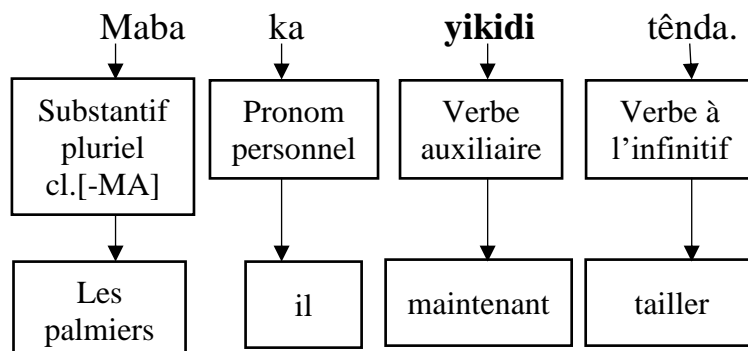 Maba ka yikidi tênda.
Substantif
pluriel
cl.[-MA]
Pronom
personnel
Verbe
auxiliaire
Verbe à
l’infinitif
Les
palmiers
il
maintenant
tailler